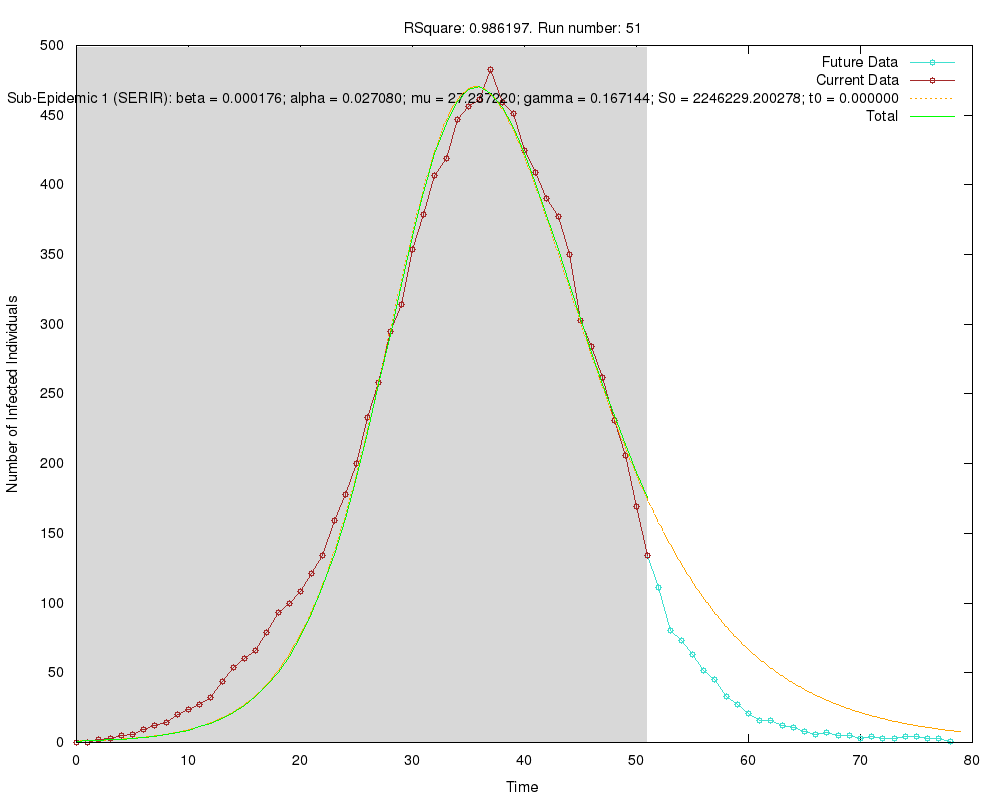 RSquare: 0.986197. Run number: 51
Future Data
Current Data
Sub-Epidemic 1 (SERIR): beta = 0.000176; alpha = 0.027080; mu = 27.237220; gamma = 0.167144; S0 = 2246229.200278; t0 = 0.000000
Total
500
450
400
350
300
250
200
150
100
50
0
Number of Infected Individuals
0 10 20 30 40 50 60 70 80
Time